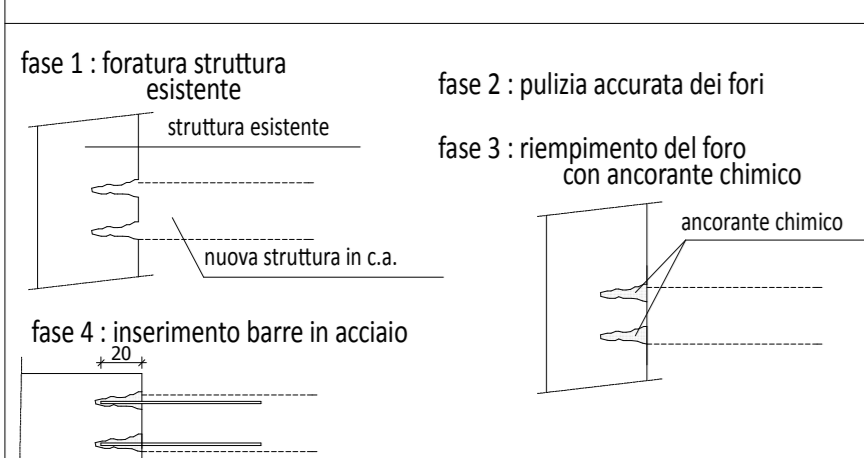 fase 1 : foratura struttura
esistente
struttura esistente
nuova struttura in c.a.
fase 2 : pulizia accurata dei fori
fase 3 : riempimento del foro
con ancorante chimico
ancorante chimico
fase 4 : inserimento barre in acciaio
20